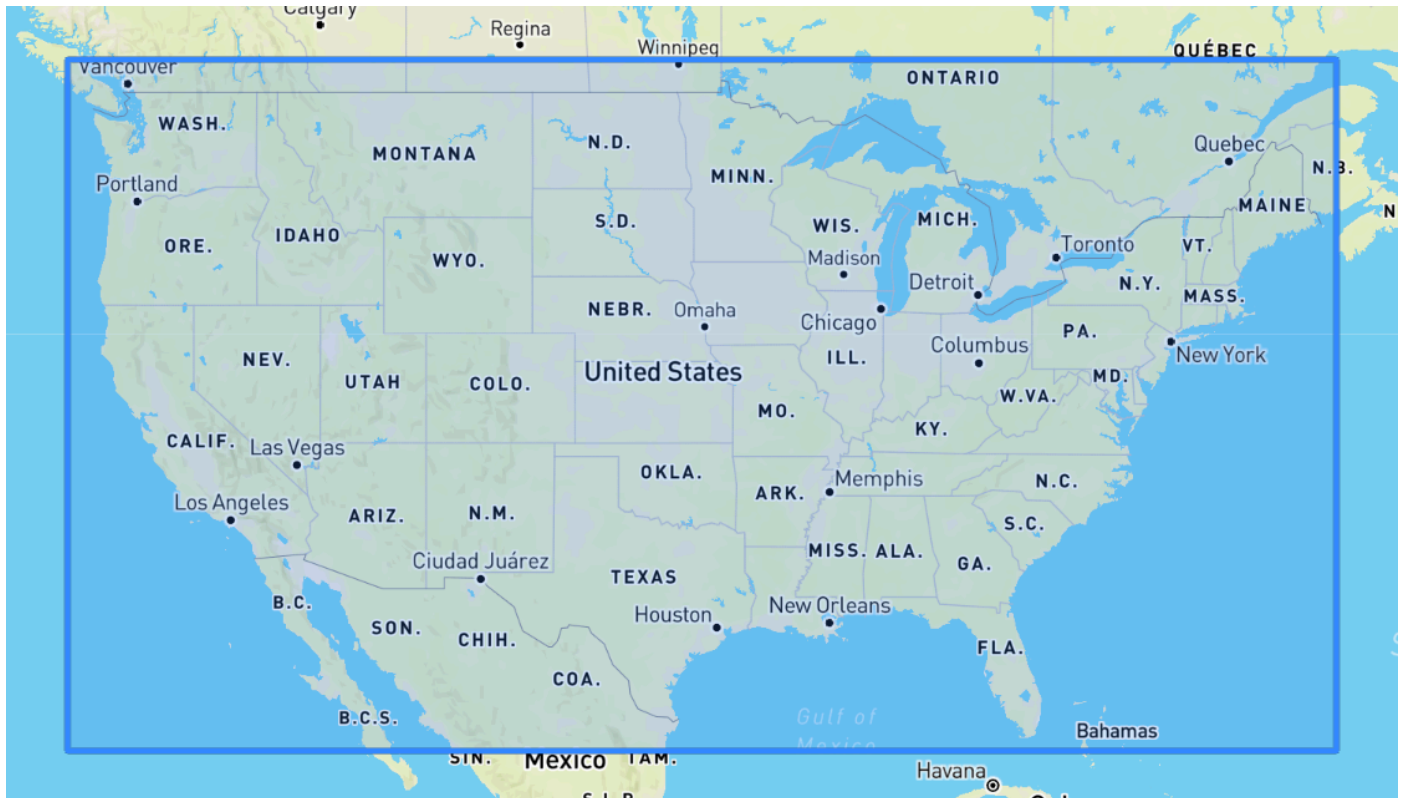 Calgary
Regina
Winnipeg
QUÉBEC
Vancouver
ONTARIO
WASH.
N.D.
MONTANA
Quebec
N.B.
MINN.
Portland
MAINE
N
S.D.
WIS.
MICH.
IDAHO
ORE.
Toronto
VT.
Madison
WYO.
Detroit
N.Y.
MASS.
NEBR.
Omaha
Chicago
PA.
Columbus
New York
NEV.
ILL.
United States
UTAH
COLO.
MD.
W.VA.
MO.
KY.
CALIF.
Las Vegas
OKLA.
Memphis
N.C.
ARK.
Los Angeles
ARIZ.
N.M.
S.C.
MISS.
ALA.
Ciudad Juárez
GA.
TEXAS
B.C.
New Orleans
Houston
SON.
CHIH.
FLA.
COA.
B.C.S.
Gulf of
Mexico
Bahamas
SIN.
Mexico
TAM.
Havana
S.L.P.